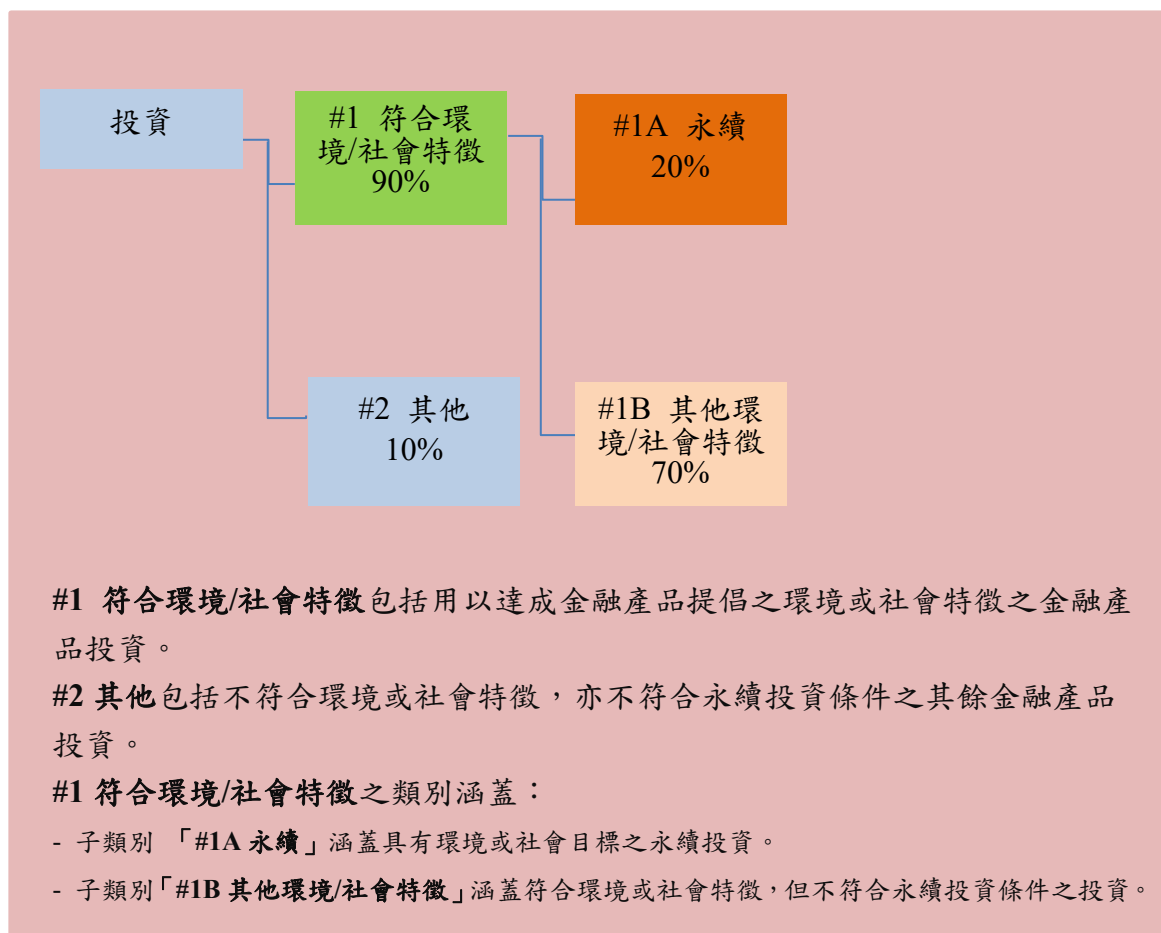 投資
#1 符合環
境/社會特徵
90%
#1A 永續
20%
#2 其他
10%
#1B 其他環
境/社會特徵
70%
#1 符合環境/社會特徵包括用以達成金融產品提倡之環境或社會特徵之金融產
品投資。
#2 其他包括不符合環境或社會特徵，亦不符合永續投資條件之其餘金融產品
投資。
#1 符合環境/社會特徵之類別涵蓋：
- 子類別 「#1A 永續」涵蓋具有環境或社會目標之永續投資。
- 子類別「#1B 其他環境/社會特徵」涵蓋符合環境或社會特徵，但不符合永續投資條件之投資。